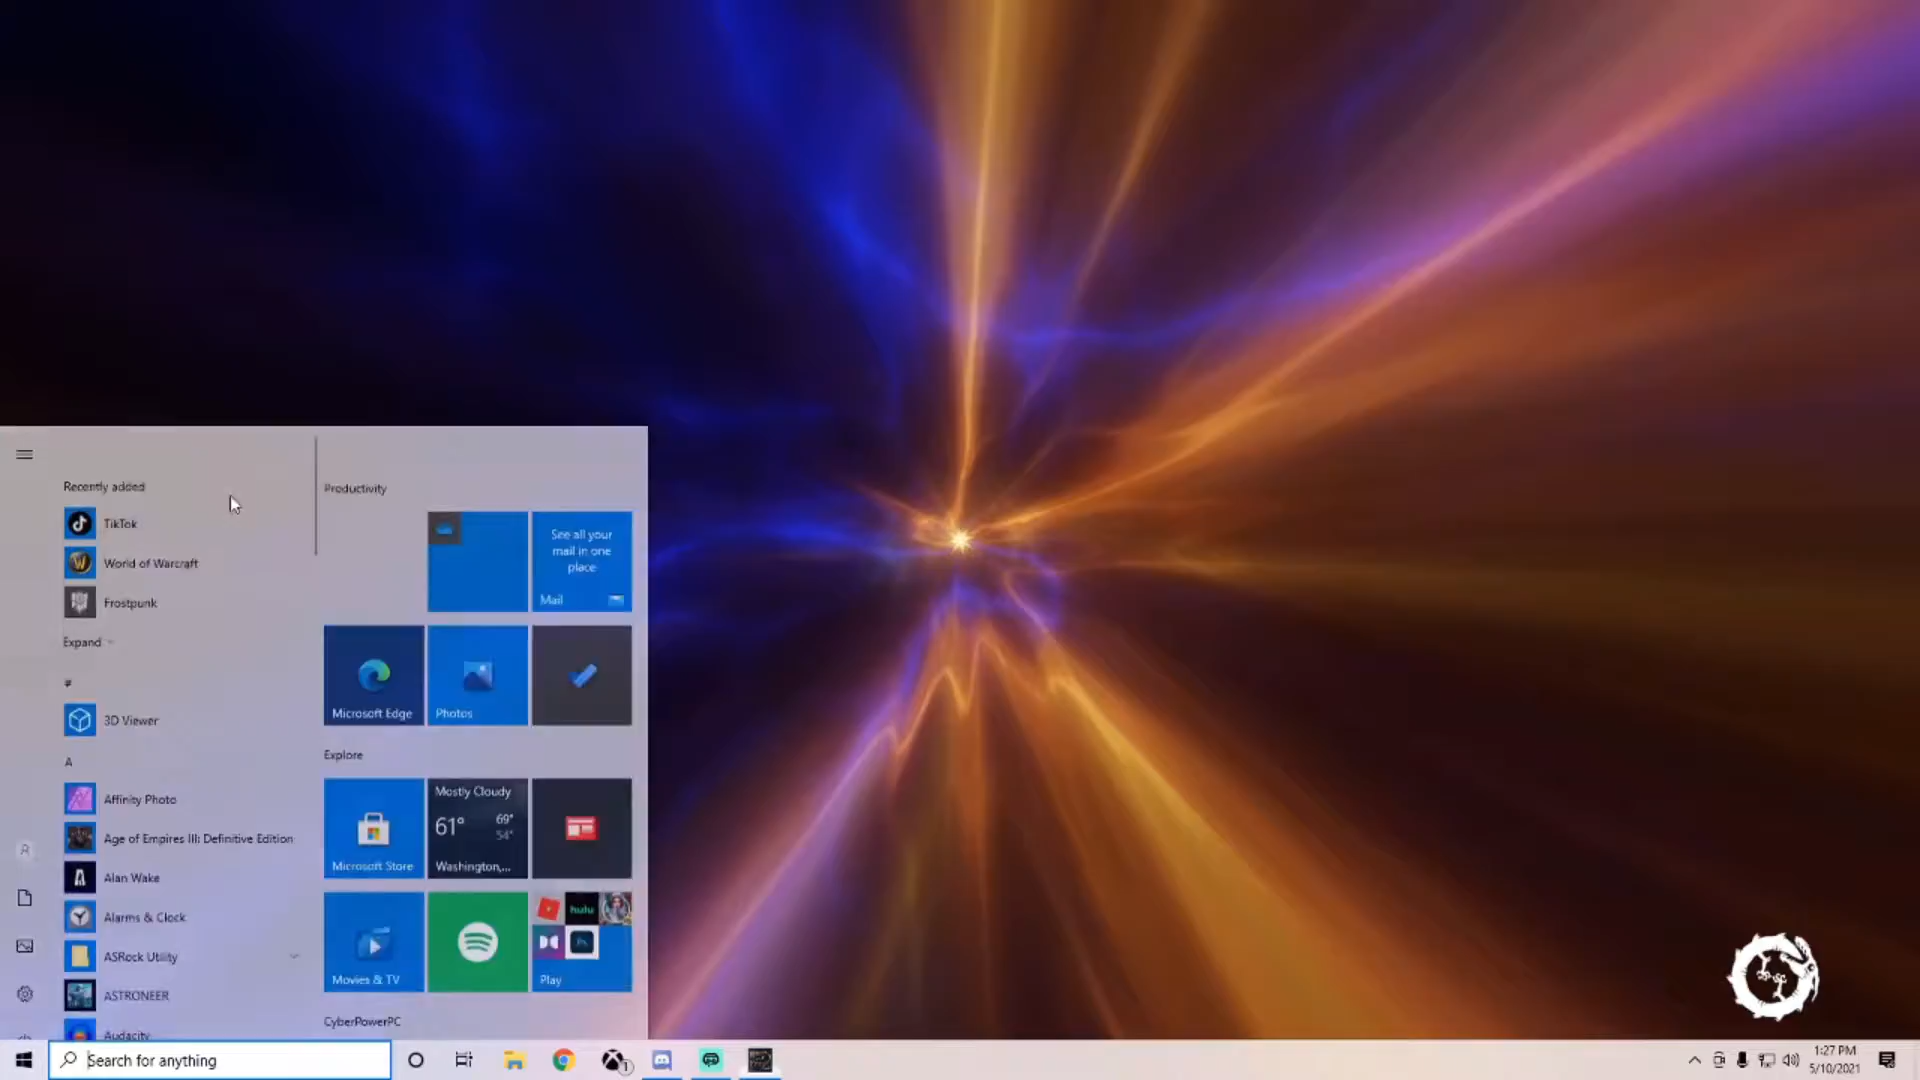 Recently added
TikTok
World of Warcraft
Frostpunk
Expand
#
3D Viewer
A
Affinity Photo
Age of Empires III: Definitive Edition
Alan Wake
Alarms & Clock
ASRock Utility
ASTRONEER
Audacity
Productivity
See all your
mail in one
place
Mail
Microsoft Edge
Photos
Explore
Microsoft Store
Mostly Cloudy
61°
69°
54°
Washington,...
Movies & TV
hulu
Play
CyberPowerPC
Search for anything
1
1:27 PM
5/10/2021